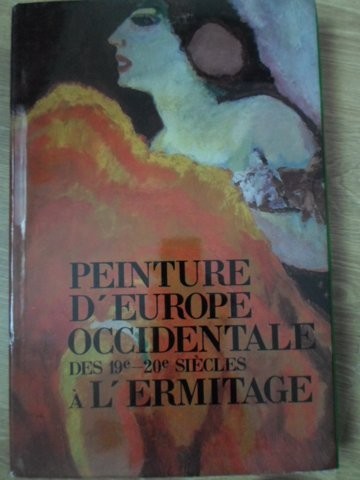 PEINTURE
D'EUROPE
OCCIDENTALE
DES 19e–20e SIÈCLES
À L'ERMITAGE